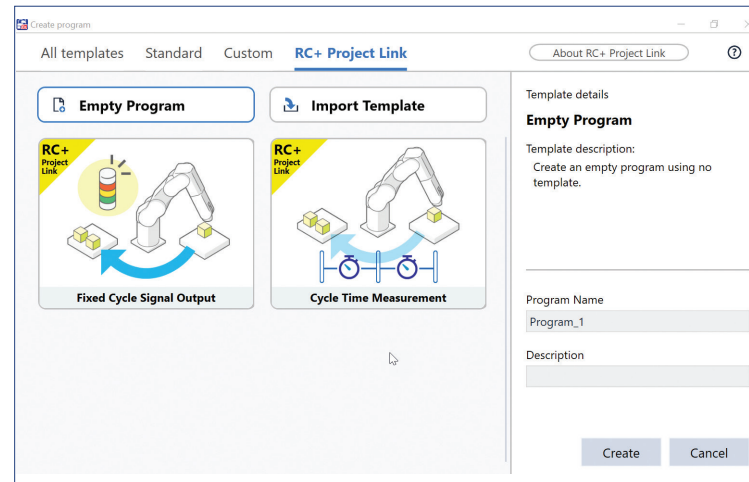 Create program
All templates Standard Custom RC+ Project Link
About RC+ Project Link ?
Empty Program
Import Template
RC+
Project
Link
Fixed Cycle Signal Output
RC+
Project
Link
Cycle Time Measurement
Template details
Empty Program
Template description:
Create an empty program using no
template.
Program Name
Program_1
Description
Create Cancel